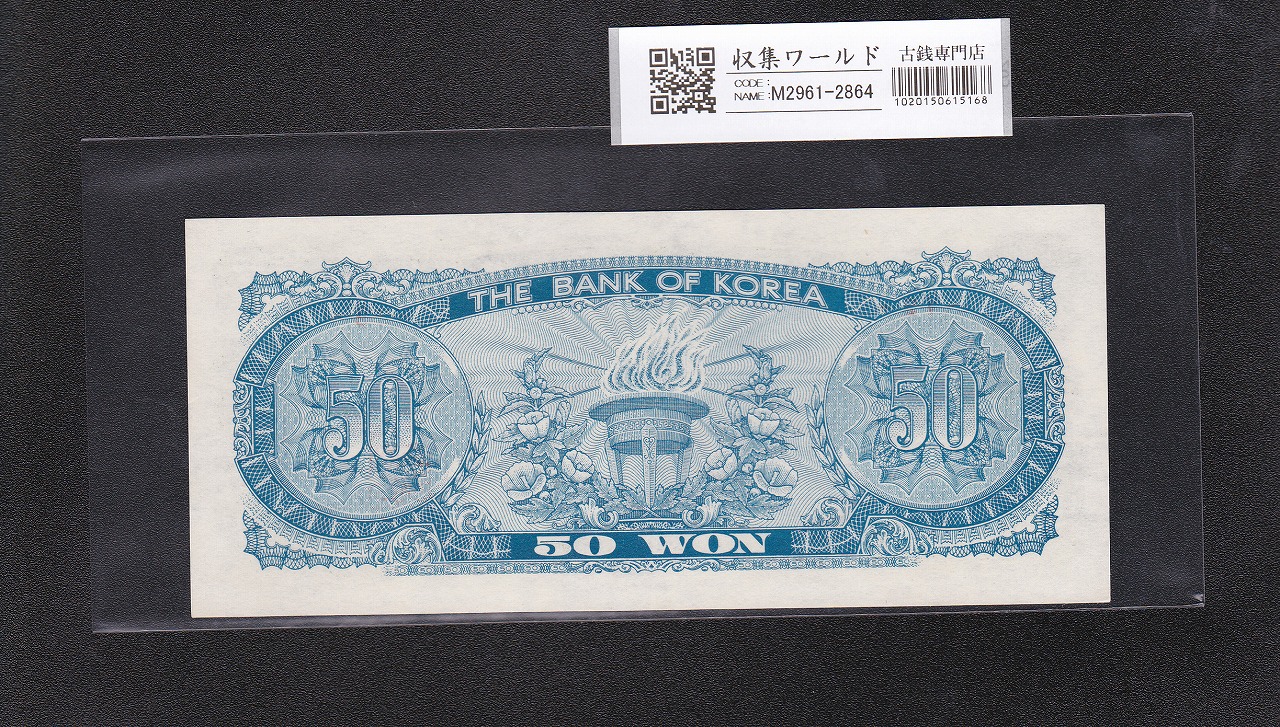 収集ワールド
古銭専門店
CODE :
NAME : M2961-2864
1020150615168
THE BANK OF KOREA
50
50
50 WON